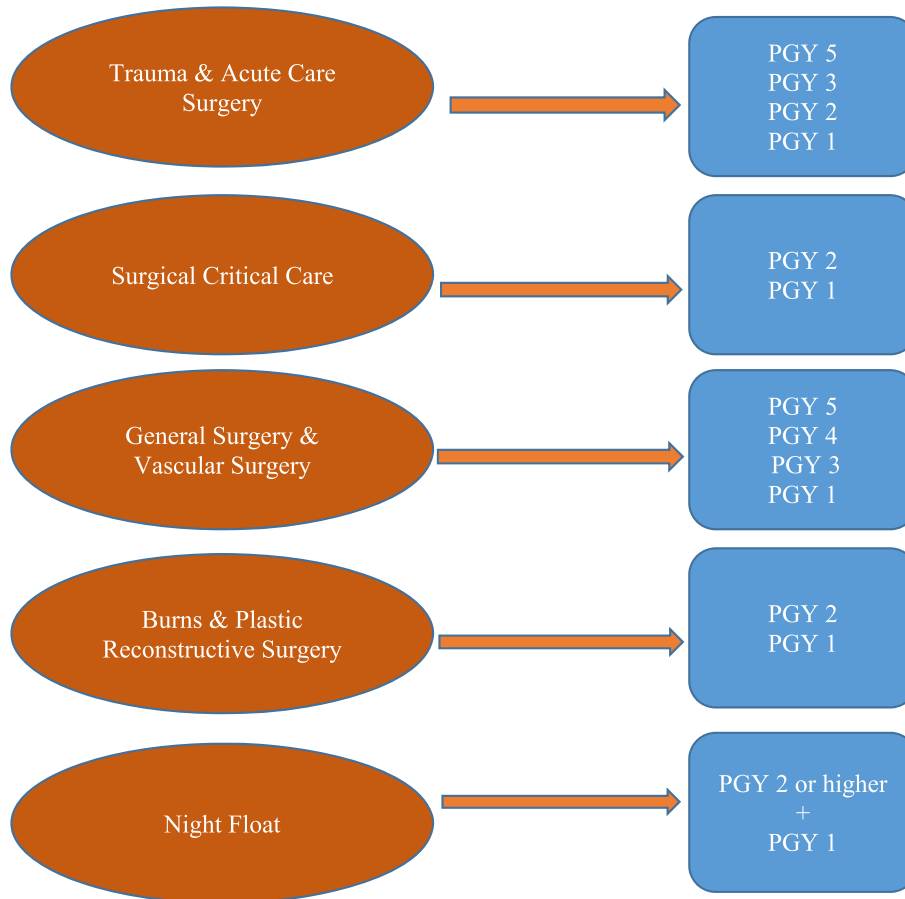 Trauma & Acute Care
Surgery
PGY 5
PGY 3
PGY 2
PGY 1
Surgical Critical Care
PGY 2
PGY 1
General Surgery &
Vascular Surgery
PGY 5
PGY 4
PGY 3
PGY 1
Burns & Plastic
Reconstructive Surgery
PGY 2
PGY 1
Night Float
PGY 2 or higher
+
PGY 1